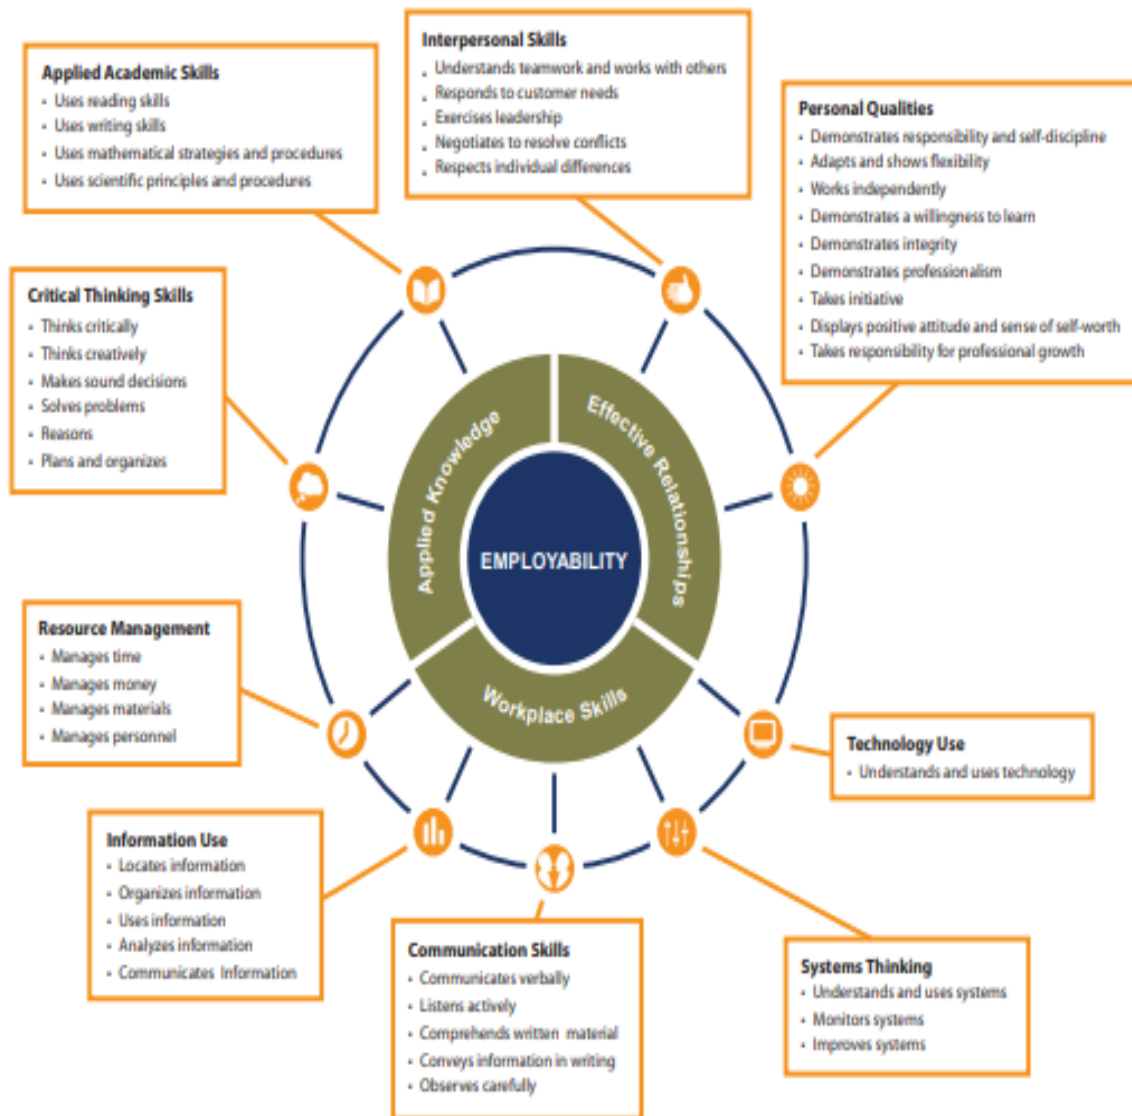 Applied Academic Skills
• Uses reading skills
• Uses writing skills
• Uses mathematical strategies and procedures
• Uses scientific principles and procedures
Interpersonal Skills
• Understands teamwork and works with others
• Responds to customer needs
• Exercises leadership
• Negotiates to resolve conflicts
• Respects individual differences
Personal Qualities
• Demonstrates responsibility and self-discipline
• Adapts and shows flexibility
• Works independently
• Demonstrates a willingness to learn
• Demonstrates integrity
• Demonstrates professionalism
• Takes initiative
• Displays positive attitude and sense of self-worth
• Takes responsibility for professional growth
Critical Thinking Skills
• Thinks critically
• Thinks creatively
• Makes sound decisions
• Solves problems
• Reasons
• Plans and organizes
Applied Knowledge
Effective Relationships
EMPLOYABILITY
Workplace Skills
Resource Management
• Manages time
• Manages money
• Manages materials
• Manages personnel
Technology Use
• Understands and uses technology
Information Use
• Locates information
• Organizes information
• Uses information
• Analyzes information
• Communicates Information
Communication Skills
• Communicates verbally
• Listens actively
• Comprehends written material
• Conveys information in writing
• Observes carefully
Systems Thinking
• Understands and uses systems
• Monitors systems
• Improves systems